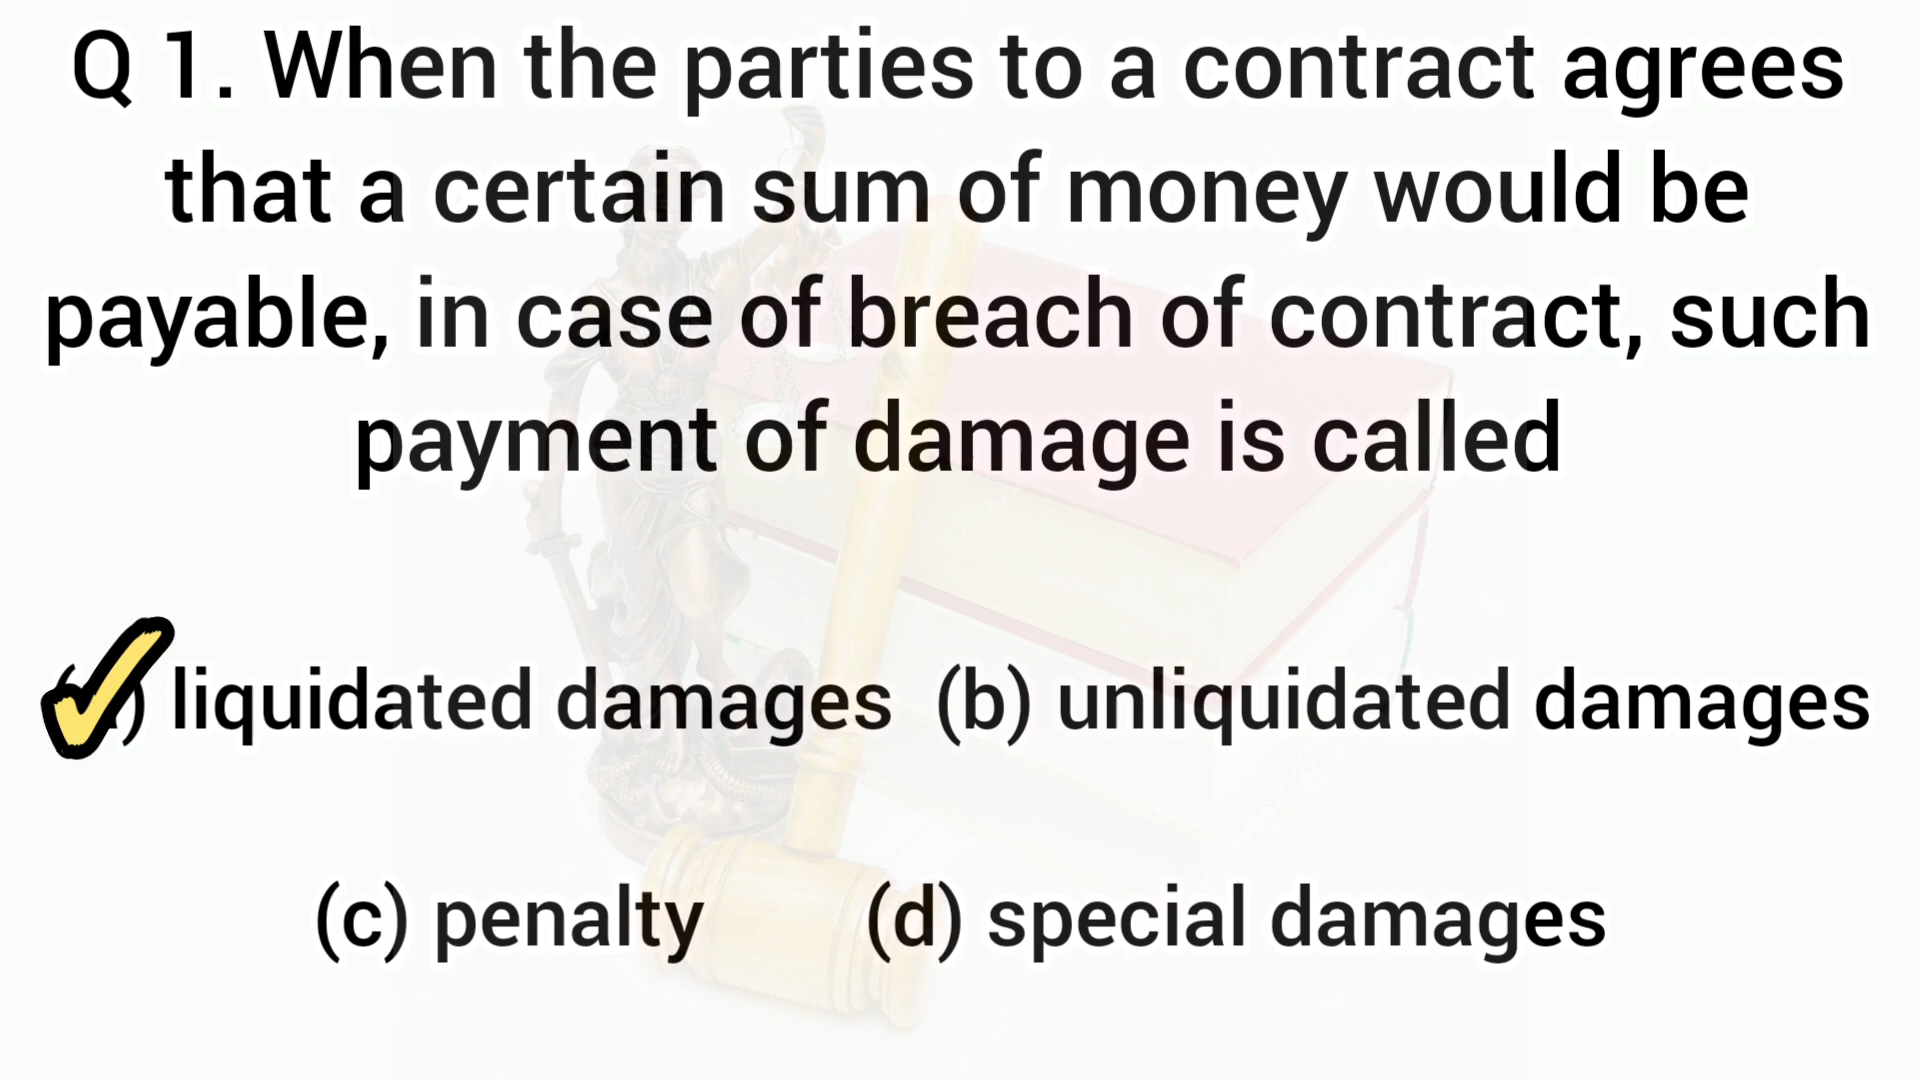 Q 1. When the parties to a contract agrees
that a certain sum of money would be
payable, in case of breach of contract, such
payment of damage is called
liquidated damages (b) unliquidated damages
(c) penalty (d) special damages